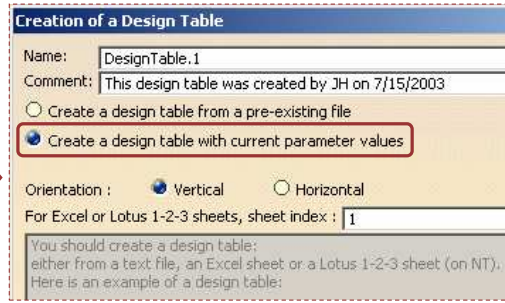 Creation of a Design Table
Name: DesignTable.1
Comment: This design table was created by JH on 7/15/2003
Create a design table from a pre-existing file
Create a design table with current parameter values
Orientation : Vertical Horizontal
For Excel or Lotus 1-2-3 sheets, sheet index : 1
You should create a design table:
either from a text file, an Excel sheet or a Lotus 1-2-3 sheet (on NT).
Here is an example of a design table: